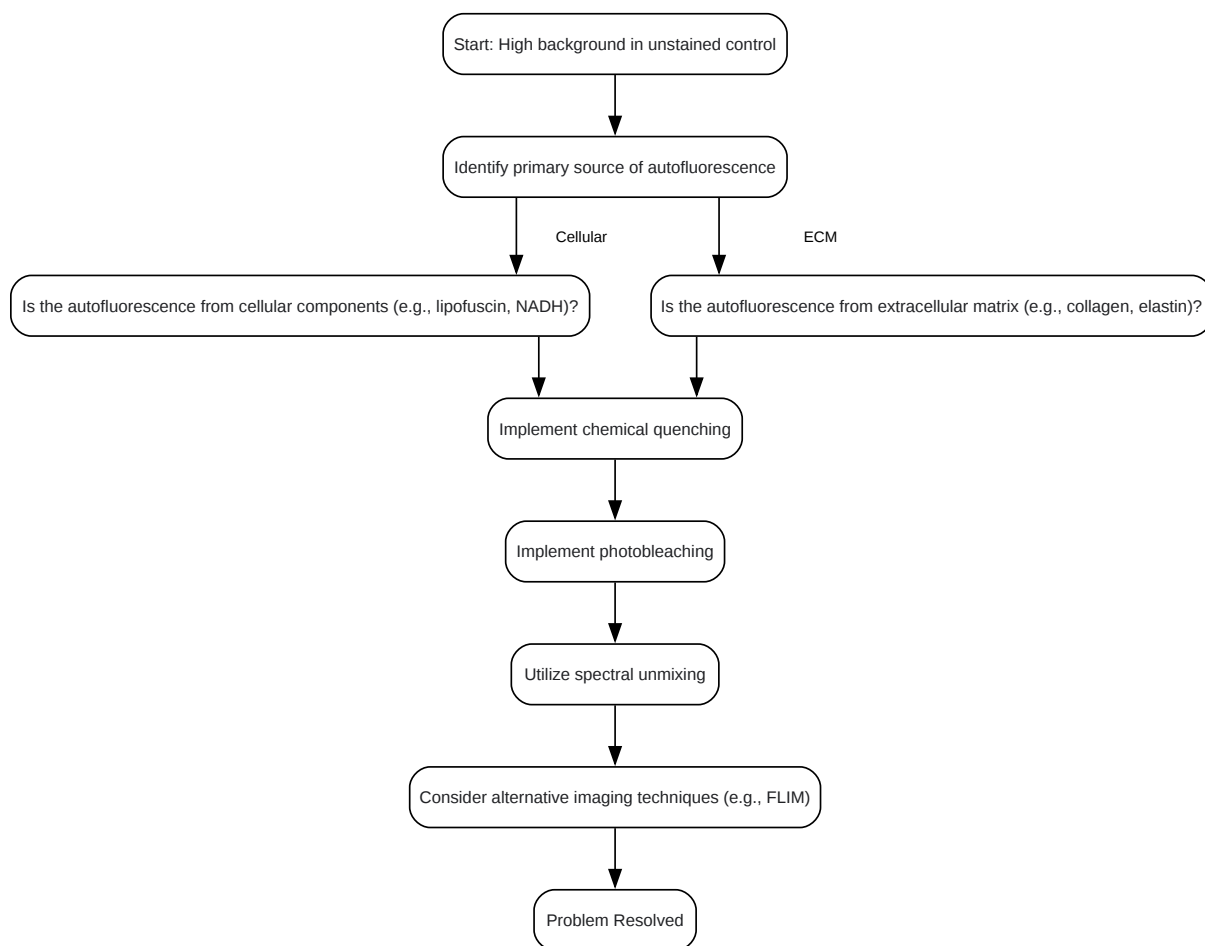 Start: High background in unstained control
Identify primary source of autofluorescence
Cellular
ECM
Is the autofluorescence from cellular components (e.g., lipofuscin, NADH)?
Is the autofluorescence from extracellular matrix (e.g., collagen, elastin)?
Implement chemical quenching
Implement photobleaching
Utilize spectral unmixing
Consider alternative imaging techniques (e.g., FLIM)
Problem Resolved